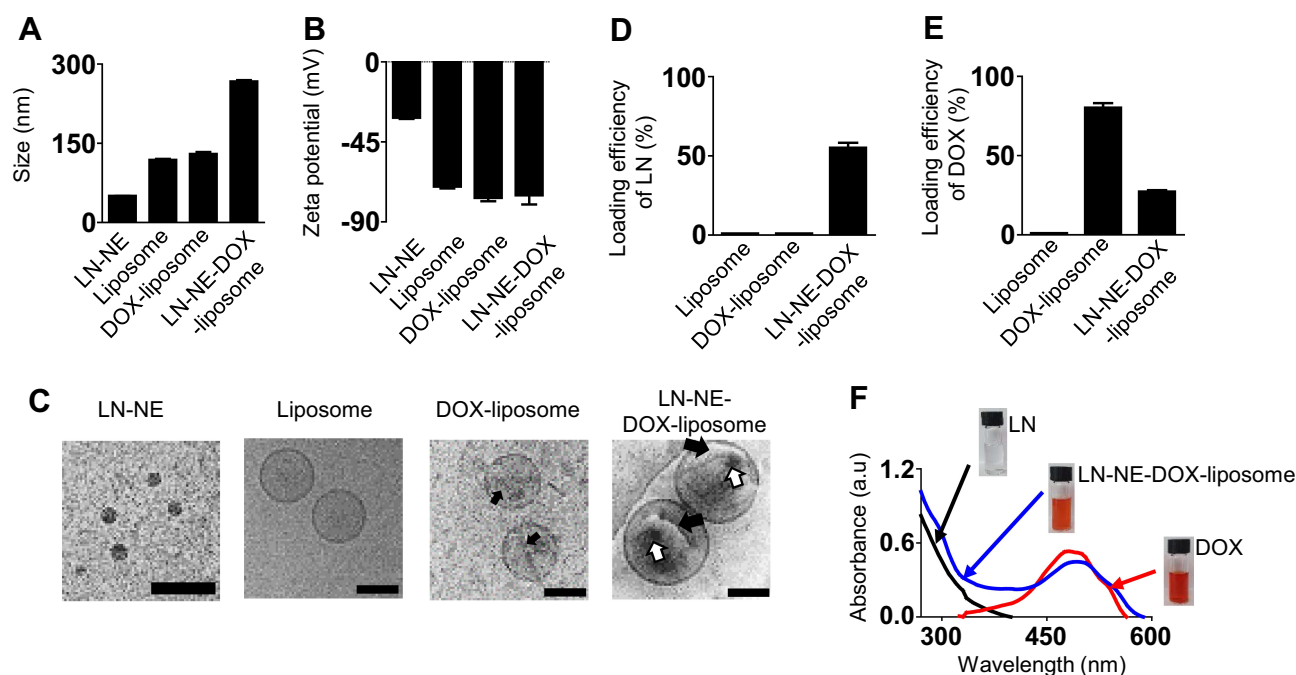 A
Size (nm)
300
150
0
LN-NE
Liposome
DOX-liposome
LN-NE-DOX
-liposome
B
Zeta potential (mV)
0
-45
-90
LN-NE
Liposome
DOX-liposome
LN-NE-DOX
-liposome
D
Loading efficiency
of LN (%)
100
50
0
Liposome
DOX-liposome
LN-NE-DOX
-liposome
E
Loading efficiency
of DOX (%)
100
50
0
Liposome
DOX-liposome
LN-NE-DOX
-liposome
C
LN-NE
Liposome
DOX-liposome
LN-NE-
DOX-liposome
F
Absorbance (a.u)
1.2
0.6
0.0
300
450
600
Wavelength (nm)
LN
LN-NE-DOX-liposome
DOX